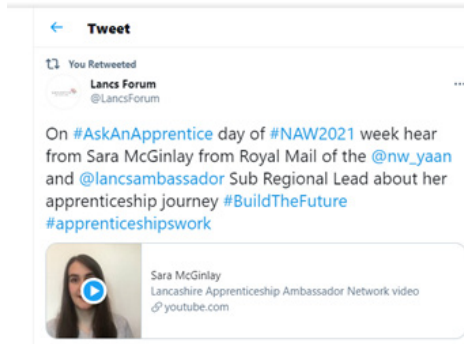 Tweet
You Retweeted
Lancs Forum
@LancsForum
On #AskAnApprentice day of #NAW2021 week hear
from Sara McGinlay from Royal Mail of the @nw_yaan
and @lancsambassador Sub Regional Lead about her
apprenticeship journey #BuildTheFuture
#apprenticeshipswork
Sara McGinlay
Lancashire Apprenticeship Ambassador Network video
youtube.com